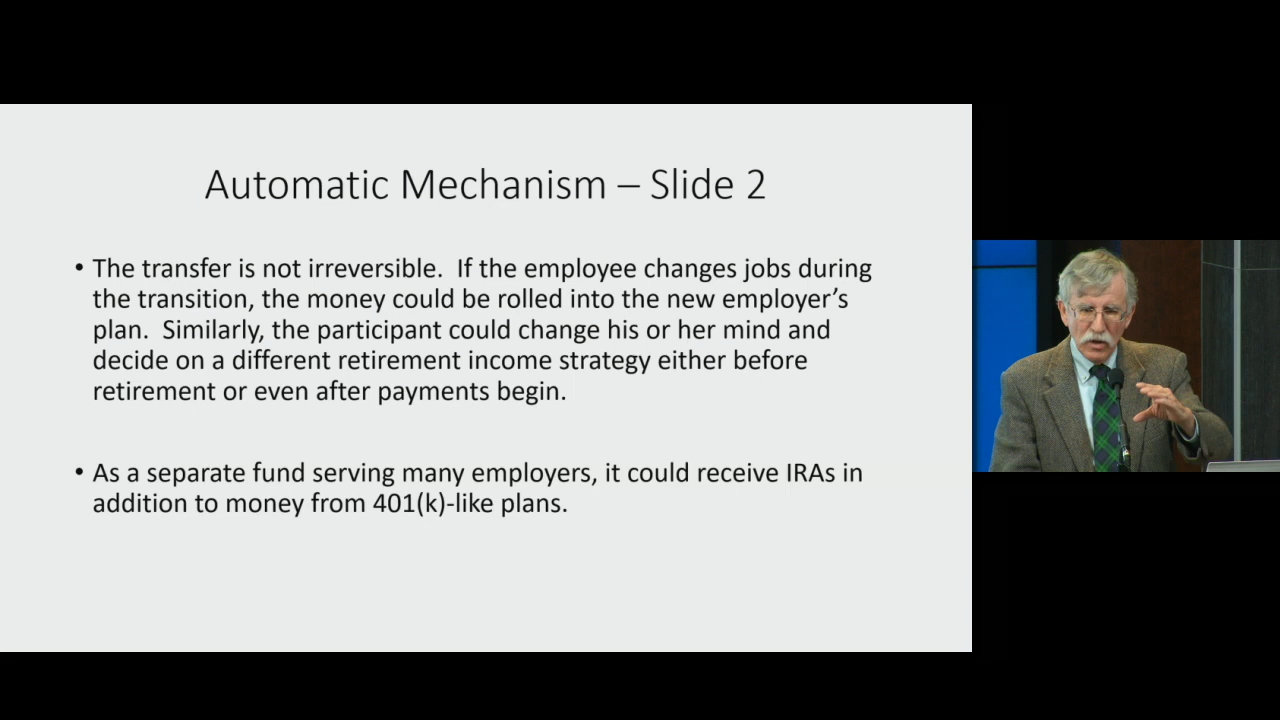 Automatic Mechanism – Slide 2
• The transfer is not irreversible.  If the employee changes jobs during
the transition, the money could be rolled into the new employer’s
plan.  Similarly, the participant could change his or her mind and
decide on a different retirement income strategy either before
retirement or even after payments begin.
• As a separate fund serving many employers, it could receive IRAs in
addition to money from 401(k)-like plans.